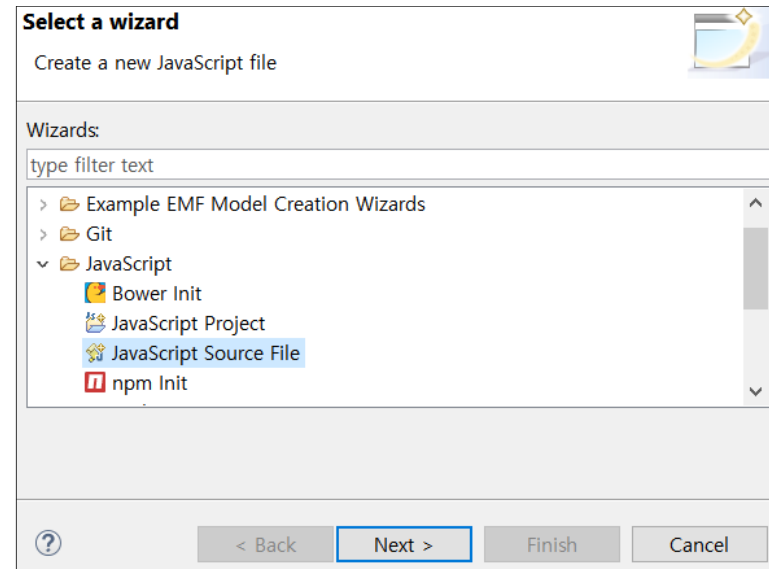 Select a wizard
Create a new JavaScript file
Wizards:
type filter text
Example EMF Model Creation Wizards
Git
JavaScript
Bower Init
JavaScript Project
JavaScript Source File
npm Init
< Back Next > Finish Cancel